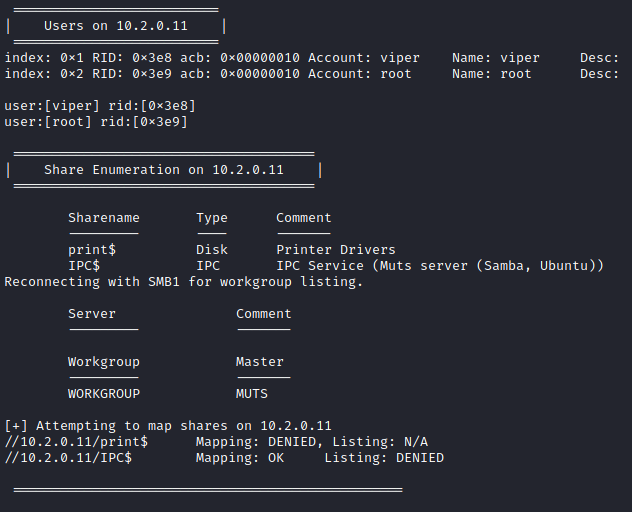 | Users on 10.2.0.11 |
index: 0×1 RID: 0×3e8 acb: 0×00000010 Account: viper Name: viper Desc:
index: 0×2 RID: 0×3e9 acb: 0×00000010 Account: root Name: root Desc:
user:[viper] rid:[0×3e8]
user:[root] rid:[0×3e9]
| Share Enumeration on 10.2.0.11 |
Sharename Type Comment
print$ Disk Printer Drivers
IPC$ IPC IPC Service (Muts server (Samba, Ubuntu))
Reconnecting with SMB1 for workgroup listing.
Server Comment
Workgroup Master
WORKGROUP MUTS
[+] Attempting to map shares on 10.2.0.11
//10.2.0.11/print$ Mapping: DENIED, Listing: N/A
//10.2.0.11/IPC$ Mapping: OK Listing: DENIED